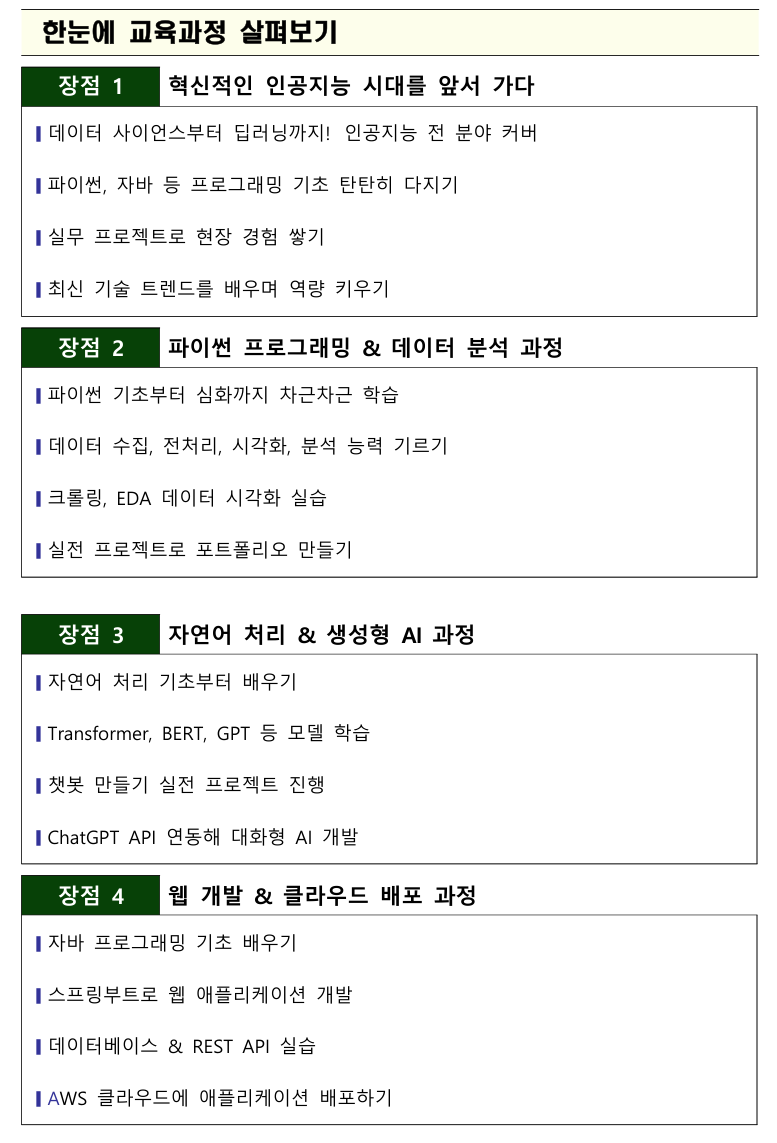 한눈에 교육과정 살펴보기
장점 1 혁신적인 인공지능 시대를 앞서 가다
데이터 사이언스부터 딥러닝까지! 인공지능 전 분야 커버
파이썬, 자바 등 프로그래밍 기초 탄탄히 다지기
실무 프로젝트로 현장 경험 쌓기
최신 기술 트렌드를 배우며 역량 키우기
장점 2 파이썬 프로그래밍 & 데이터 분석 과정
파이썬 기초부터 심화까지 차근차근 학습
데이터 수집, 전처리, 시각화, 분석 능력 기르기
크롤링, EDA 데이터 시각화 실습
실전 프로젝트로 포트폴리오 만들기
장점 3 자연어 처리 & 생성형 AI 과정
자연어 처리 기초부터 배우기
Transformer, BERT, GPT 등 모델 학습
챗봇 만들기 실전 프로젝트 진행
ChatGPT API 연동해 대화형 AI 개발
장점 4 웹 개발 & 클라우드 배포 과정
자바 프로그래밍 기초 배우기
스프링부트로 웹 애플리케이션 개발
데이터베이스 & REST API 실습
AWS 클라우드에 애플리케이션 배포하기